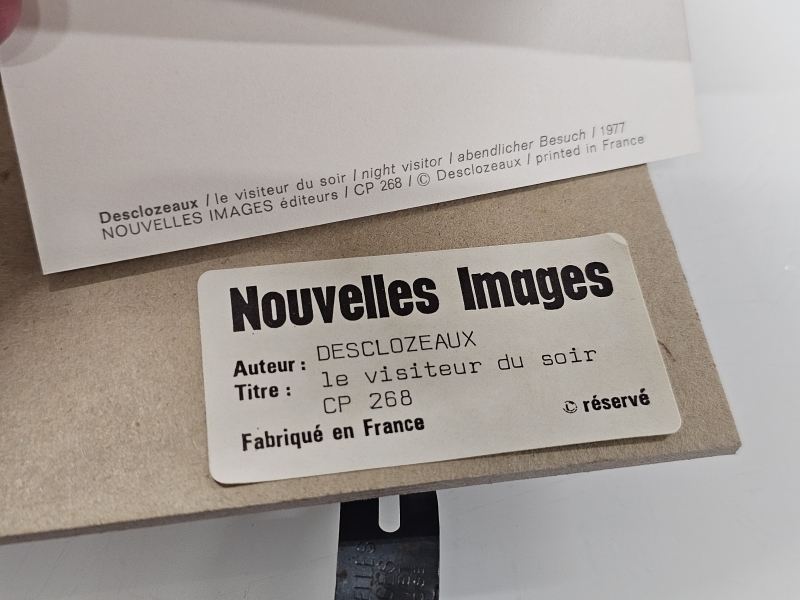 Desclozeaux / le visiteur du soir / night visitor / abendlicher Besuch / 1977
NOUVELLES IMAGES éditeurs / CP 268 / © Desclozeaux / printed in France
Nouvelles Images
Auteur : DESCLOZEAUX
Titre : le visiteur du soir
CP 268
© réservé
Fabriqué en France